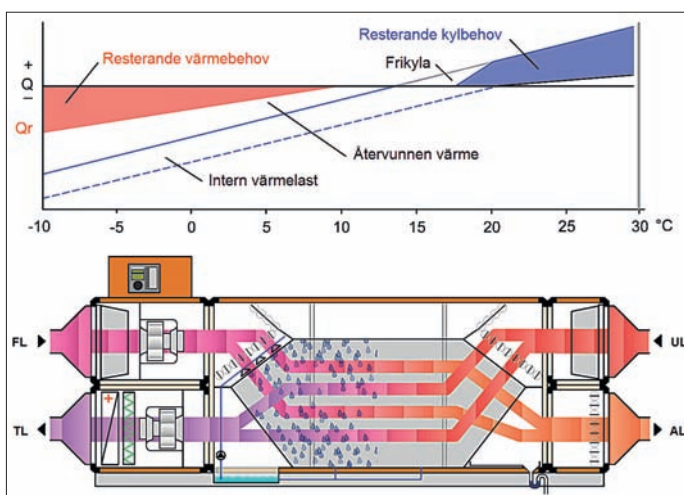 Resterande kylbehov
Resterande värmebehov
Frikyla
+
Q
–
Qr
Återvunnen värme
Intern värmelast
-10 -5 0 5 10 15 20 25 30 °C
FL
UL
+
TL
AL